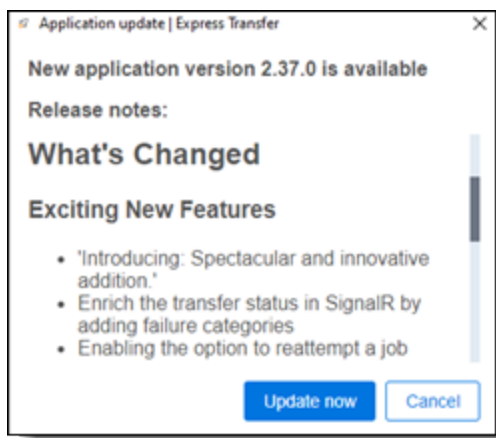 Application update | Express Transfer
New application version 2.37.0 is available
Release notes:
What's Changed
Exciting New Features
• 'Introducing: Spectacular and innovative
addition.'
• Enrich the transfer status in SignalR by
adding failure categories
• Enabling the option to reattempt a job
Update now
Cancel